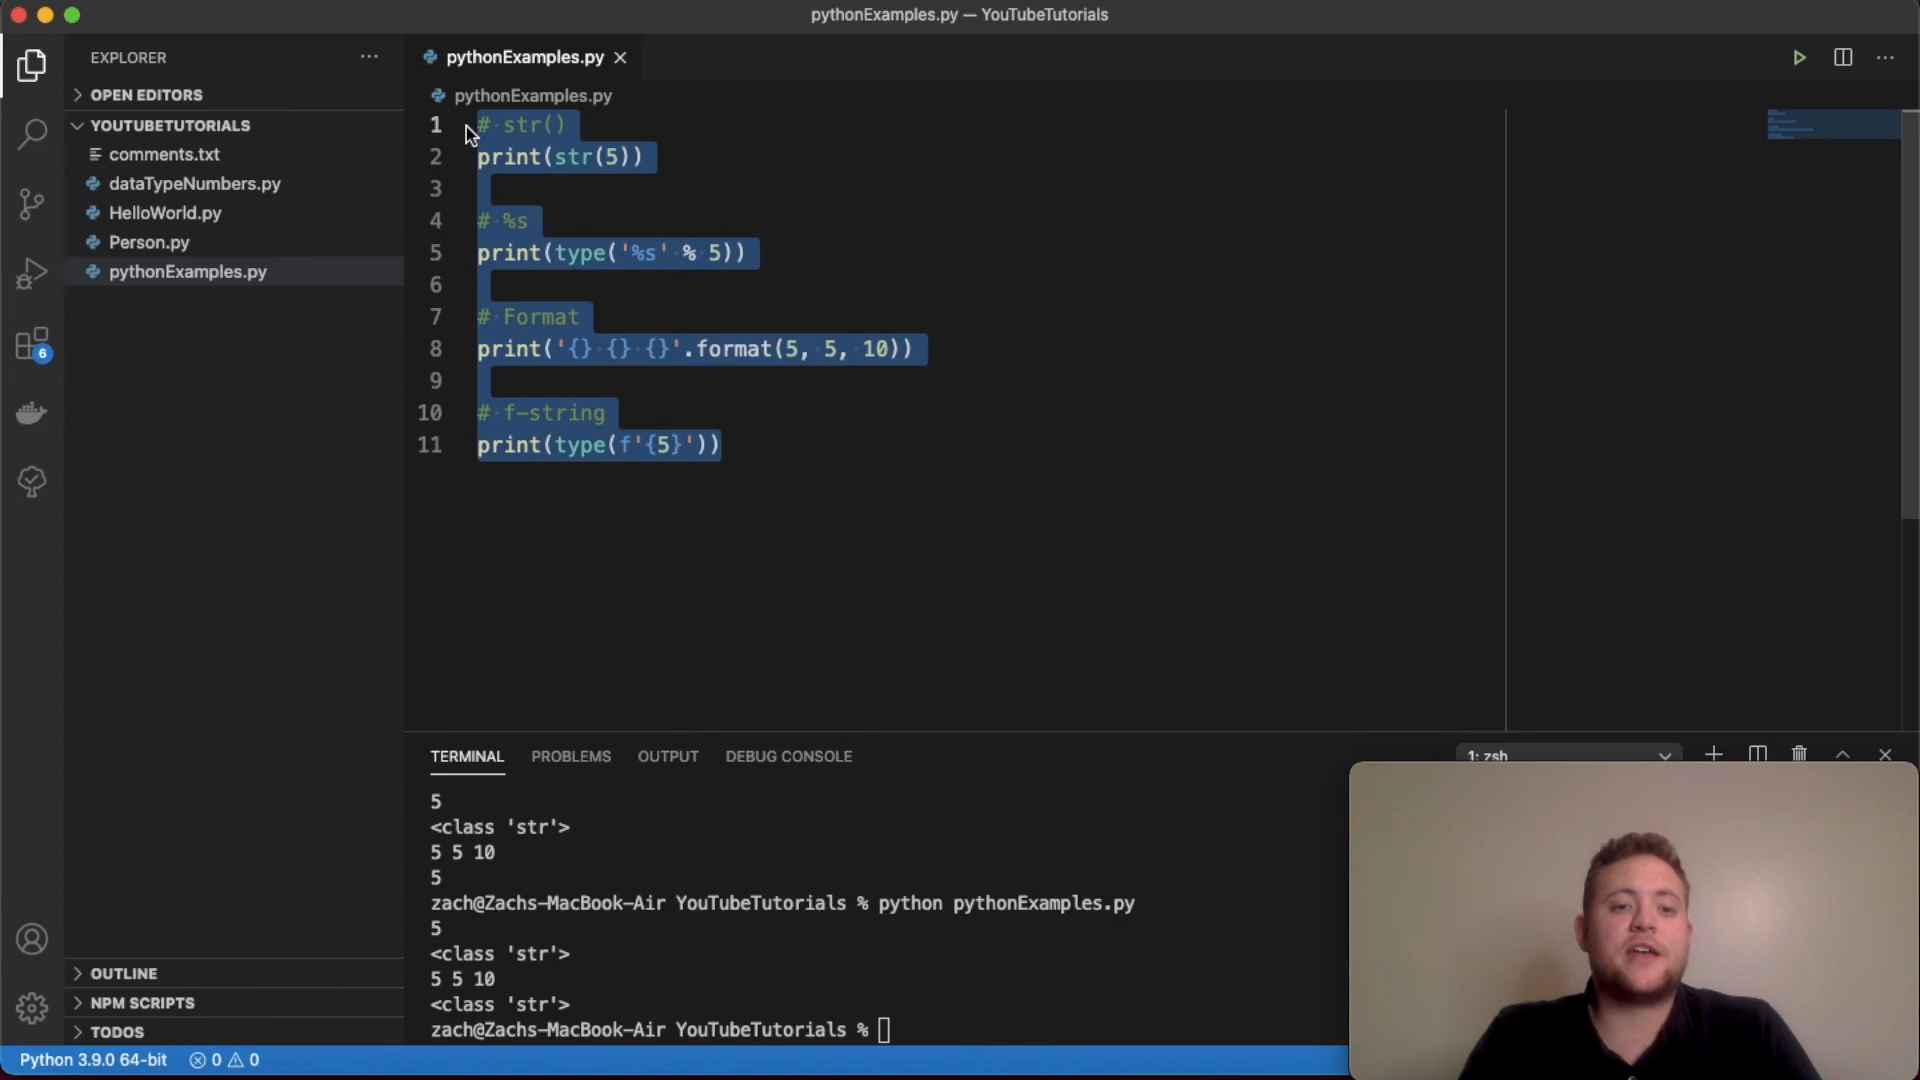 pythonExamples.py — YouTubeTutorials
EXPLORER
pythonExamples.py
OPEN EDITORS
YOUTUBETUTORIALS
comments.txt
dataTypeNumbers.py
HelloWorld.py
Person.py
pythonExamples.py
6
OUTLINE
NPM SCRIPTS
TODOS
pythonExamples.py
1 # str()
2 print(str(5))
3
4 # %s
5 print(type('%s' % 5))
6
7 # Format
8 print('{} {} {}'.format(5, 5, 10))
9
10 # f-string
11 print(type(f'{5}'))
TERMINAL PROBLEMS OUTPUT DEBUG CONSOLE
1: zsh
5
<class 'str'>
5 5 10
5
zach@Zachs-MacBook-Air YouTubeTutorials % python pythonExamples.py
5
<class 'str'>
5 5 10
<class 'str'>
zach@Zachs-MacBook-Air YouTubeTutorials %
Python 3.9.0 64-bit 0 0